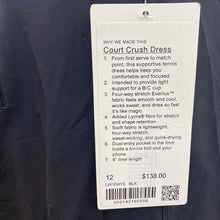 WHY WE MADE THIS
Court Crush Dress
1 From first serve to match
point, this supportive tennis
dress helps keep you
comfortable and focused
2 Intended to provide light
support for a B/C cup
3 Four-way stretch Everlux™
fabric feels smooth and cool,
wicks sweat, and dries so fast
it's like magic
4 Added Lycra® fibre for stretch
and shape retention
5 Swift fabric is lightweight,
four-way stretch,
sweat-wicking, and quick-drying
6 Dual-entry pocket in the liner
holds a tennis ball and your
phone
7 4" liner length
12 $138.00
BLK